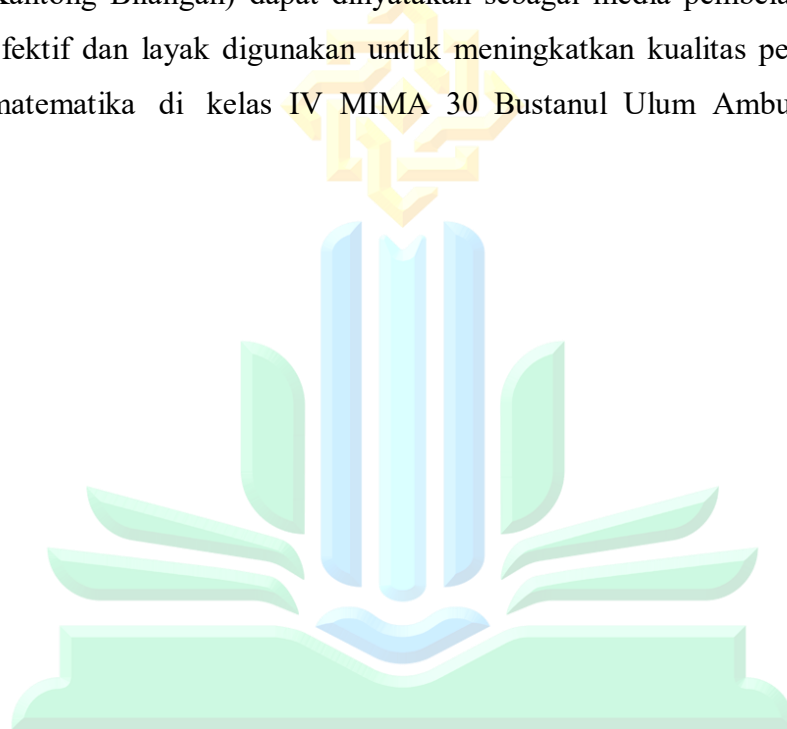 Kantong Bilangan) dapat dinyatakan sebagai media pembela
fektif dan layak digunakan untuk meningkatkan kualitas pe
matematika di kelas IV MIMA 30 Bustanul Ulum Ambu